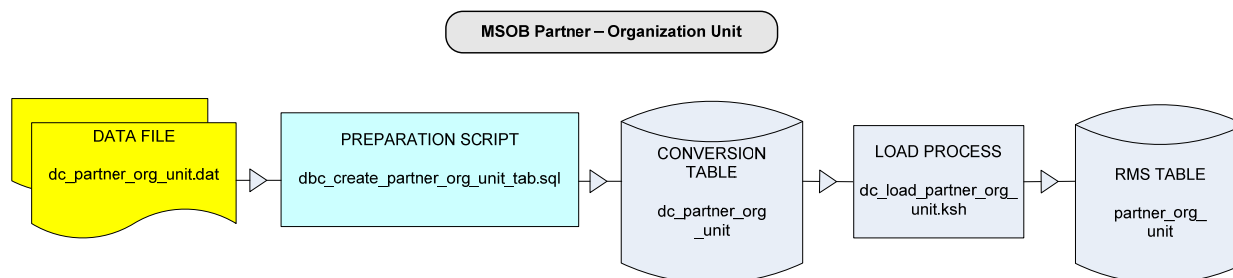 MSOB Partner – Organization Unit
DATA FILE
dc_partner_org_unit.dat
PREPARATION SCRIPT
dbc_create_partner_org_unit_tab.sql
CONVERSION
TABLE
dc_partner_org
_unit
LOAD PROCESS
dc_load_partner_org_
unit.ksh
RMS TABLE
partner_org_
unit